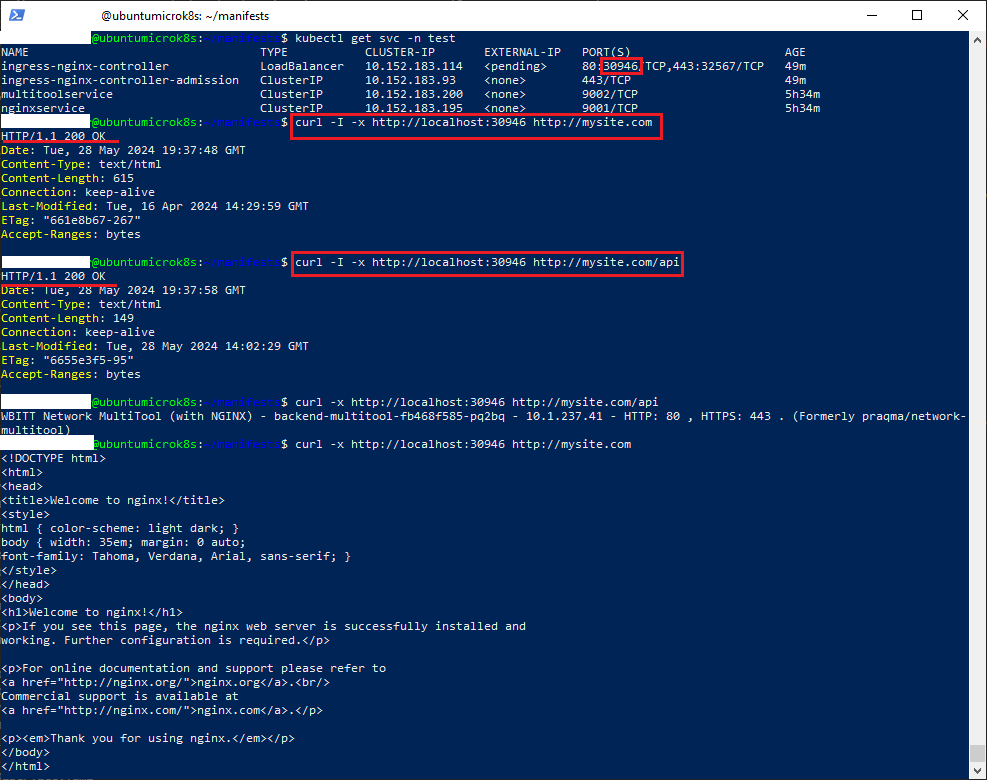 @ubuntumicrok8s: ~/manifests
@ubuntumicrok8s:~/manifests$ kubectl get svc -n test
NAME TYPE CLUSTER-IP EXTERNAL-IP PORT(S) AGE
ingress-nginx-controller LoadBalancer 10.152.183.114 <pending> 80:30946/TCP,443:32567/TCP 49m
ingress-nginx-controller-admission ClusterIP 10.152.183.93 <none> 443/TCP 49m
multitoolservice ClusterIP 10.152.183.200 <none> 9002/TCP 5h34m
nginxservice ClusterIP 10.152.183.195 <none> 9001/TCP 5h34m
@ubuntumicrok8s:~/manifests$ curl -I -x http://localhost:30946 http://mysite.com
HTTP/1.1 200 OK
Date: Tue, 28 May 2024 19:37:48 GMT
Content-Type: text/html
Content-Length: 615
Connection: keep-alive
Last-Modified: Tue, 16 Apr 2024 14:29:59 GMT
ETag: "661e8b67-267"
Accept-Ranges: bytes
@ubuntumicrok8s:~/manifests$ curl -I -x http://localhost:30946 http://mysite.com/api
HTTP/1.1 200 OK
Date: Tue, 28 May 2024 19:37:58 GMT
Content-Type: text/html
Content-Length: 149
Connection: keep-alive
Last-Modified: Tue, 28 May 2024 14:02:29 GMT
ETag: "6655e3f5-95"
Accept-Ranges: bytes
@ubuntumicrok8s:~/manifests$ curl -x http://localhost:30946 http://mysite.com/api
WBITT Network MultiTool (with NGINX) - backend-multitool-fb468f585-pq2bq - 10.1.237.41 - HTTP: 80 , HTTPS: 443 . (Formerly praqma/network-
multitool)
@ubuntumicrok8s:~/manifests$ curl -x http://localhost:30946 http://mysite.com
<!DOCTYPE html>
<html>
<head>
<title>Welcome to nginx!</title>
<style>
html { color-scheme: light dark; }
body { width: 35em; margin: 0 auto;
font-family: Tahoma, Verdana, Arial, sans-serif; }
</style>
</head>
<body>
<h1>Welcome to nginx!</h1>
<p>If you see this page, the nginx web server is successfully installed and
working. Further configuration is required.</p>
<p>For online documentation and support please refer to
<a href="http://nginx.org/">nginx.org</a>.<br/>
Commercial support is available at
<a href="http://nginx.com/">nginx.com</a>.</p>
<p><em>Thank you for using nginx.</em></p>
</body>
</html>